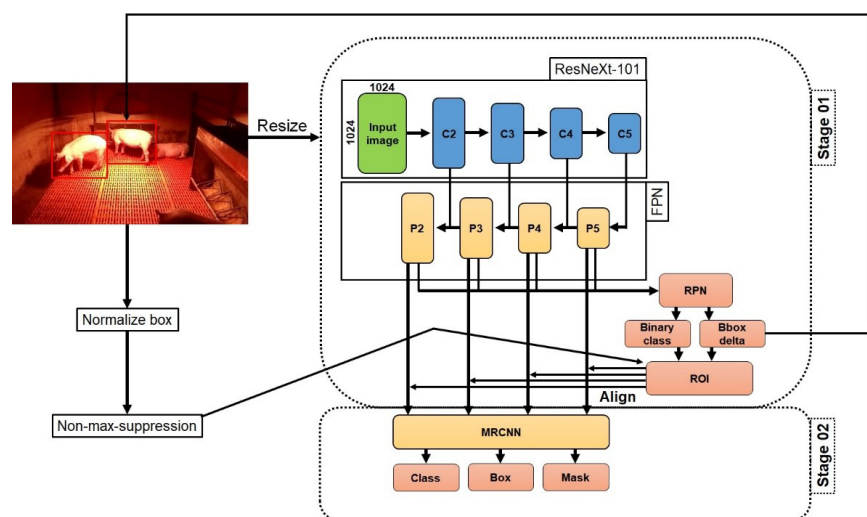 ResNeXt-101
1024
1024
Input
image
C2
C3
C4
C5
Resize
Stage 01
FPN
P2
P3
P4
P5
RPN
Normalize box
Binary
class
Bbox
delta
ROI
Align
Non-max-suppression
MRCNN
Stage 02
Class
Box
Mask